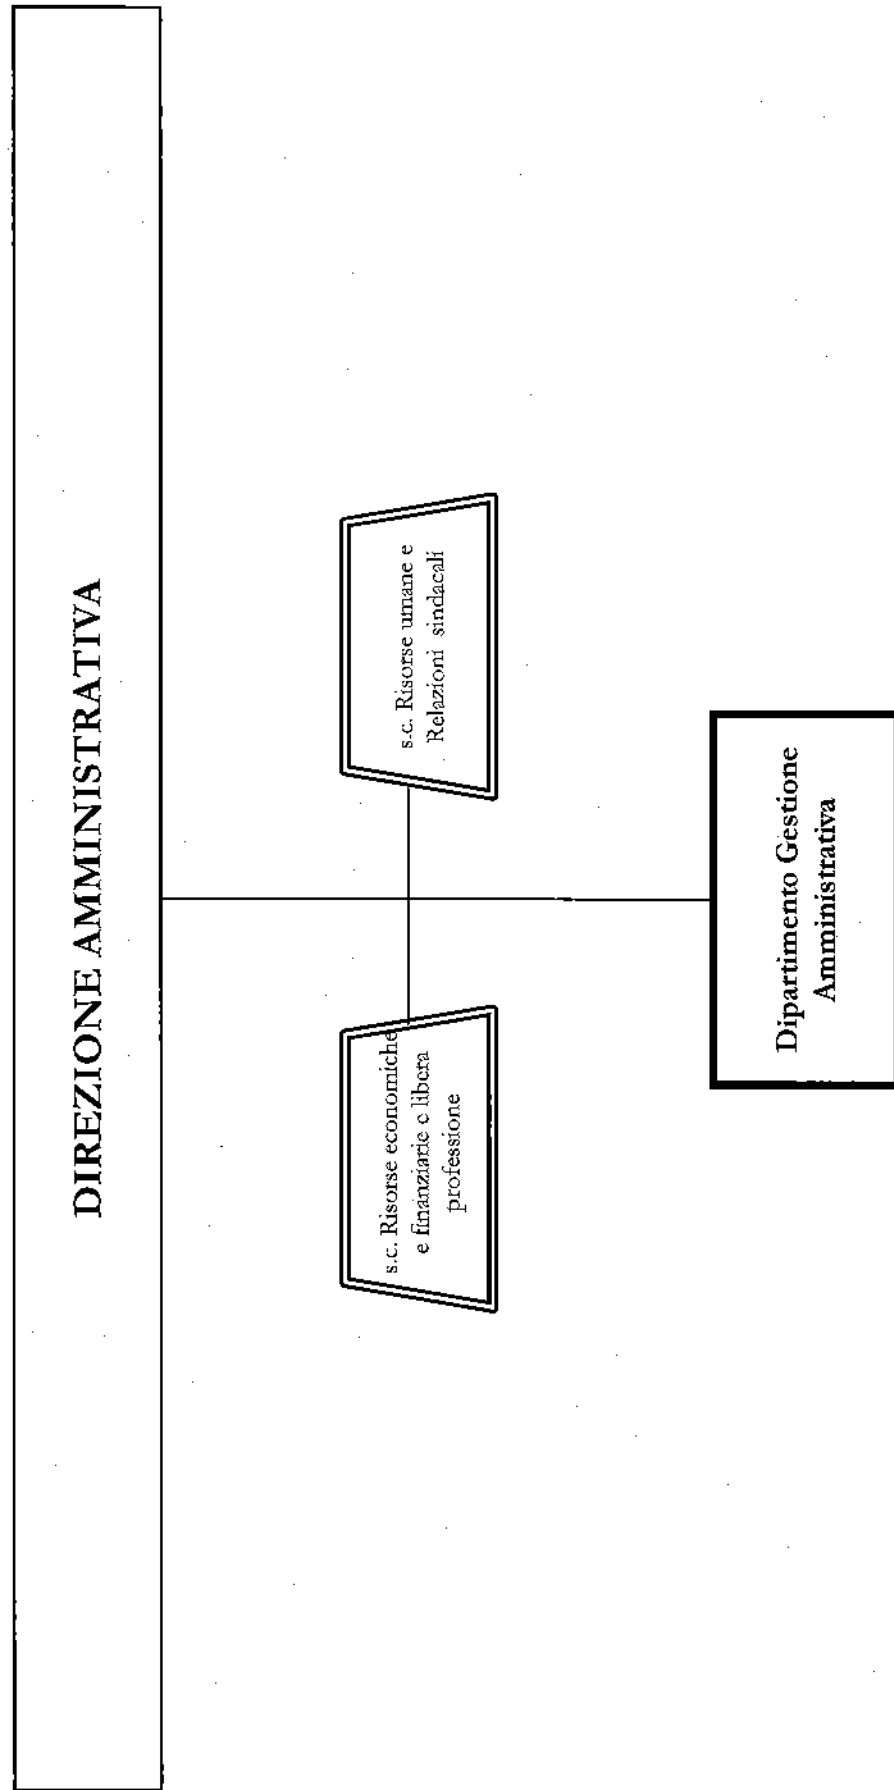 DIREZIONE AMMINISTRATIVA
s.c. Risorse economiche
e finanziarie e libera
professione
s.c. Risorse umane e
Relazioni sindacali
Dipartimento Gestione
Amministrativa